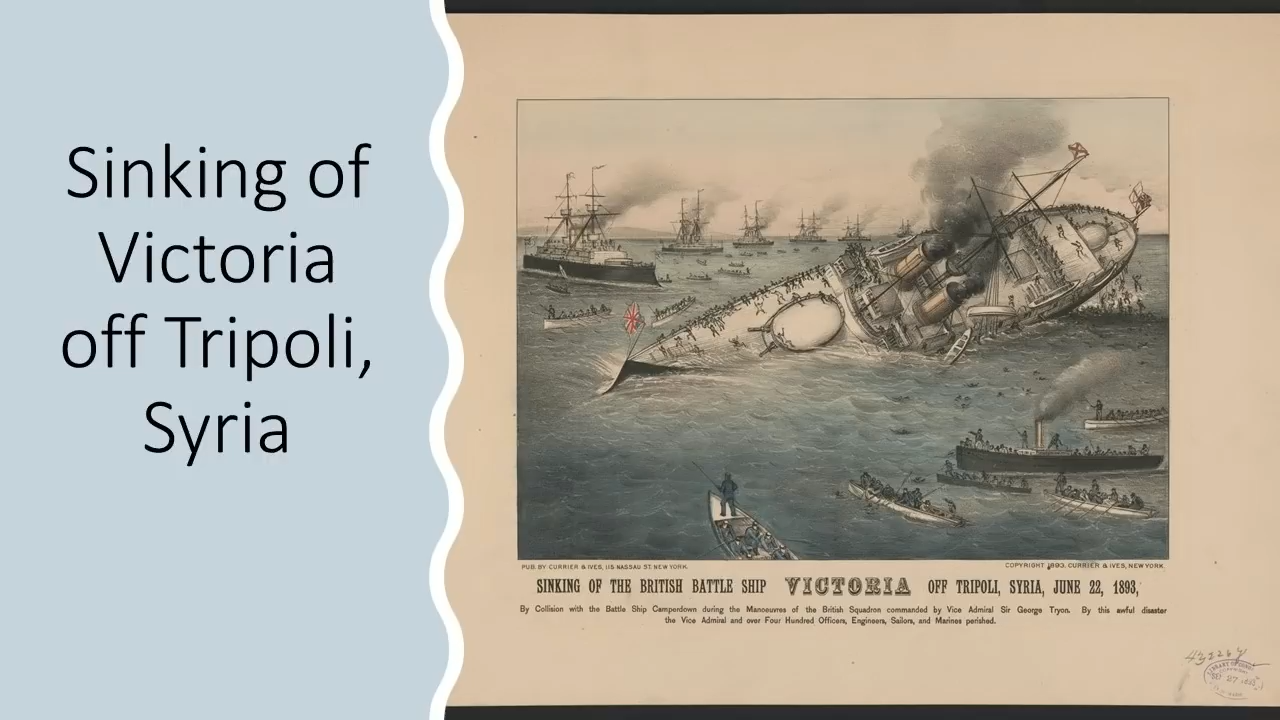 Sinking of
Victoria
off Tripoli,
Syria
PUB. BY CURRIER & IVES, 115 NASSAU ST. NEW YORK.
COPYRIGHT 1893, CURRIER & IVES, NEW YORK.
SINKING OF THE BRITISH BATTLE SHIP VICTORIA OFF TRIPOLI, SYRIA, JUNE 22, 1893,
By Collision with the Battle Ship Camperdown during the Manoeuvres of the British Squadron commanded by Vice Admiral Sir George Tryon. By this awful disaster
the Vice Admiral and over Four Hundred Officers, Engineers, Sailors, and Marines perished.
LIBRARY OF CONGRESS